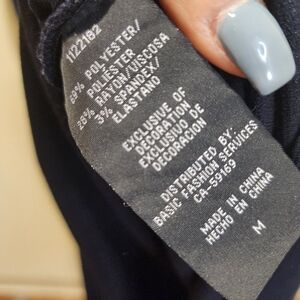 1122182
69% POLYESTER/
POLIESTER
28% RAYON/VISCOSA
3% SPANDEX/
ELASTANO
EXCLUSIVE OF
DECORATION
EXCLUSIVO DE
DECORACION
DISTRIBUTED BY:
BASIC FASHION SERVICES
CA-59169
MADE IN CHINA
HECHO EN CHINA
M